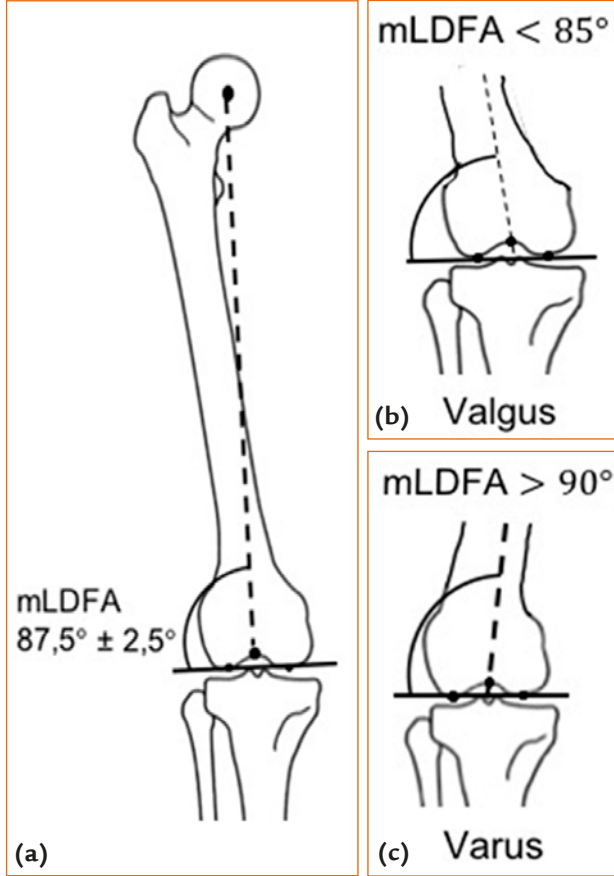 mLDFA
87,5° ± 2,5°
(a)
mLDFA < 85°
(b) Valgus
mLDFA > 90°
(c) Varus